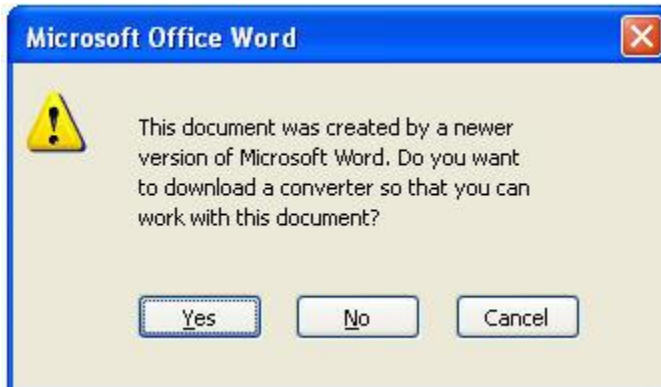 Microsoft Office Word
This document was created by a newer
version of Microsoft Word. Do you want
to download a converter so that you can
work with this document?
Yes No Cancel